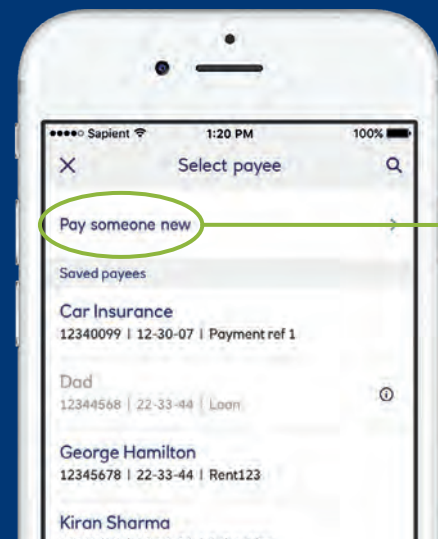 Sapient 1:20 PM 100%
Select payee
Pay someone new
Saved payees
Car Insurance
12340099 | 12-30-07 | Payment ref 1
Dad
12344568 | 22-33-44 | Loan
George Hamilton
12345678 | 22-33-44 | Rent123
Kiran Sharma